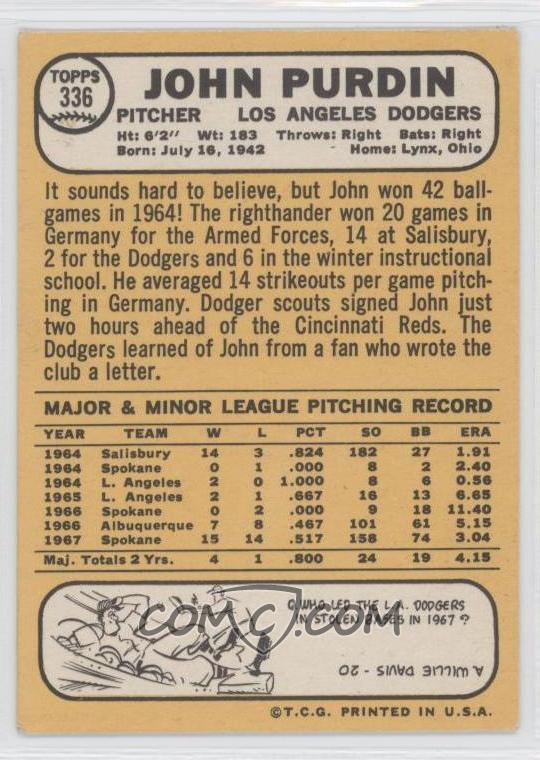 TOPPS
336
JOHN PURDIN
PITCHER LOS ANGELES DODGERS
Ht: 6'2" Wt: 183 Throws: Right Bats: Right
Born: July 16, 1942 Home: Lynx, Ohio
It sounds hard to believe, but John won 42 ball-
games in 1964! The righthander won 20 games in
Germany for the Armed Forces, 14 at Salisbury,
2 for the Dodgers and 6 in the winter instructional
school. He averaged 14 strikeouts per game pitch-
ing in Germany. Dodger scouts signed John just
two hours ahead of the Cincinnati Reds. The
Dodgers learned of John from a fan who wrote the
club a letter.
MAJOR & MINOR LEAGUE PITCHING RECORD
YEAR TEAM W L PCT SO BB ERA
1964 Salisbury 14 3 .824 182 27 1.91
1964 Spokane 0 1 .000 8 2 2.40
1964 L. Angeles 2 0 1.000 8 6 0.56
1965 L. Angeles 2 1 .667 16 13 6.65
1966 Spokane 0 2 .000 9 18 11.40
1966 Albuquerque 7 8 .467 101 61 5.15
1967 Spokane 15 14 .517 158 74 3.04
Maj. Totals 2 Yrs. 4 1 .800 24 19 4.15
Q. WHO LED THE L.A. DODGERS
IN STOLEN BASES IN 1967?
A WILLIE DAVIS - 20
COMC.COM
©T.C.G. PRINTED IN U.S.A.